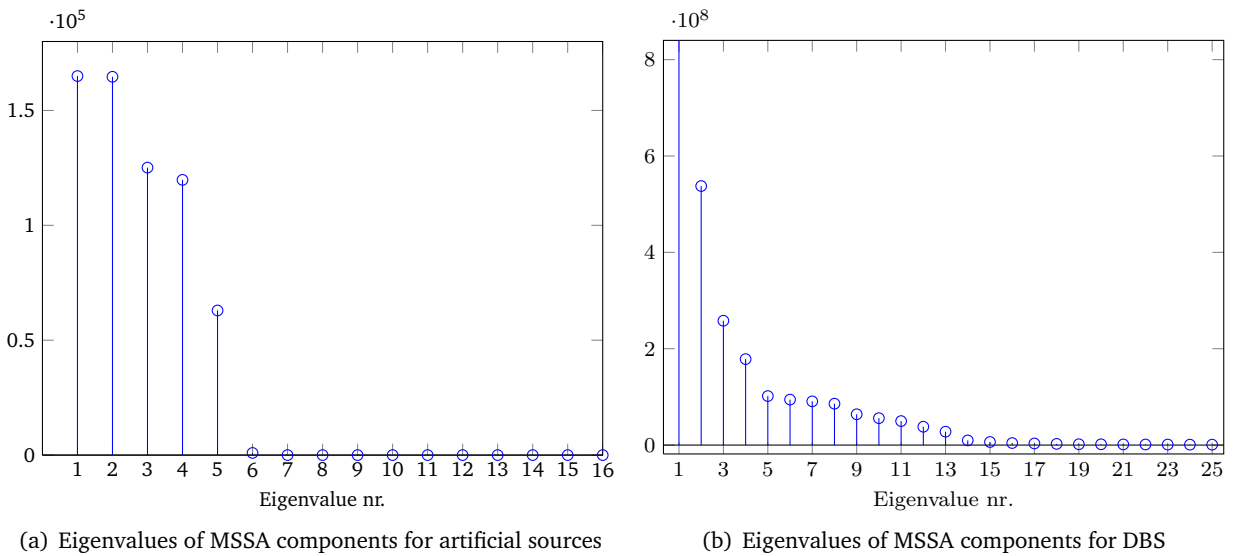 ·10^5
1.5
1
0.5
0
1 2 3 4 5 6 7 8 9 10 11 12 13 14 15 16
Eigenvalue nr.
(a) Eigenvalues of MSSA components for artificial sources
·10^8
8
6
4
2
0
1 3 5 7 9 11 13 15 17 19 21 23 25
Eigenvalue nr.
(b) Eigenvalues of MSSA components for DBS